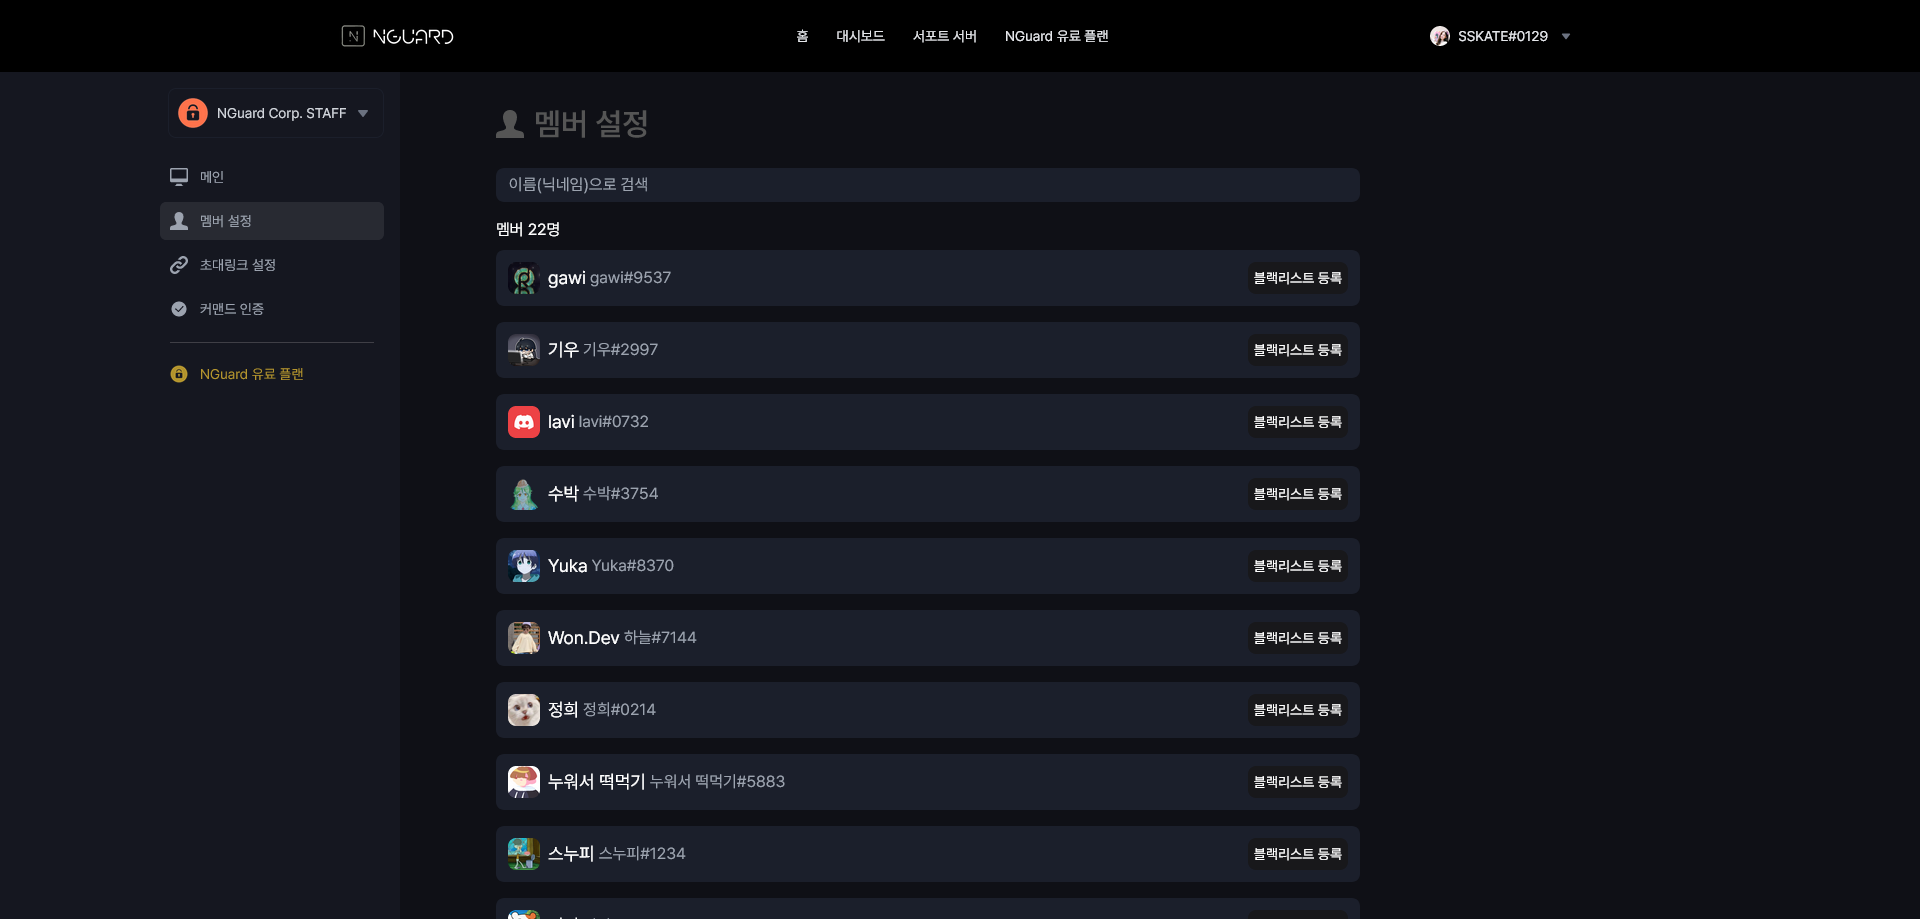 N NGUARD
홈 대시보드 서포트 서버 NGuard 유료 플랜
SSKATE#0129
NGuard Corp. STAFF
메인
멤버 설정
초대링크 설정
커맨드 인증
NGuard 유료 플랜
멤버 설정
이름(닉네임)으로 검색
멤버 22명
gawi gawi#9537 블랙리스트 등록
기우 기우#2997 블랙리스트 등록
lavi lavi#0732 블랙리스트 등록
수박 수박#3754 블랙리스트 등록
Yuka Yuka#8370 블랙리스트 등록
Won.Dev 하늘#7144 블랙리스트 등록
정희 정희#0214 블랙리스트 등록
누워서 떡먹기 누워서 떡먹기#5883 블랙리스트 등록
스누피 스누피#1234 블랙리스트 등록